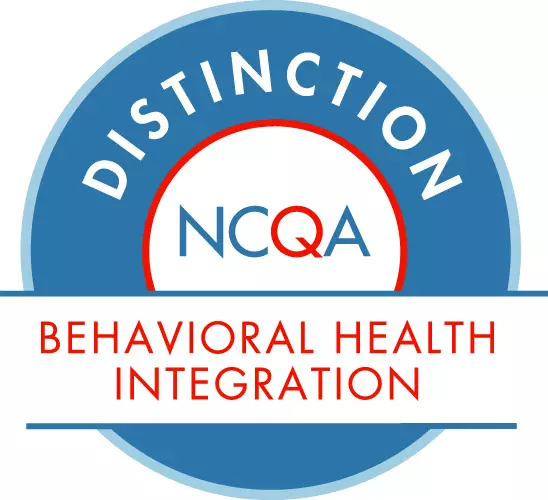 DISTINCTION
NCQA
BEHAVIORAL HEALTH
INTEGRATION